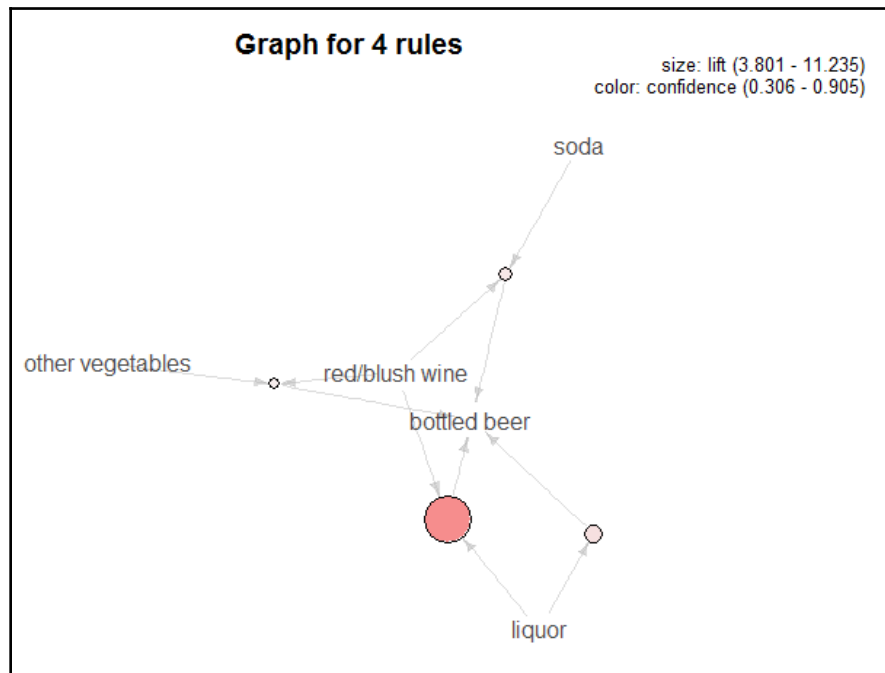 Graph for 4 rules
size: lift (3.801 - 11.235)
color: confidence (0.306 - 0.905)
soda
other vegetables
red/blush wine
bottled beer
liquor